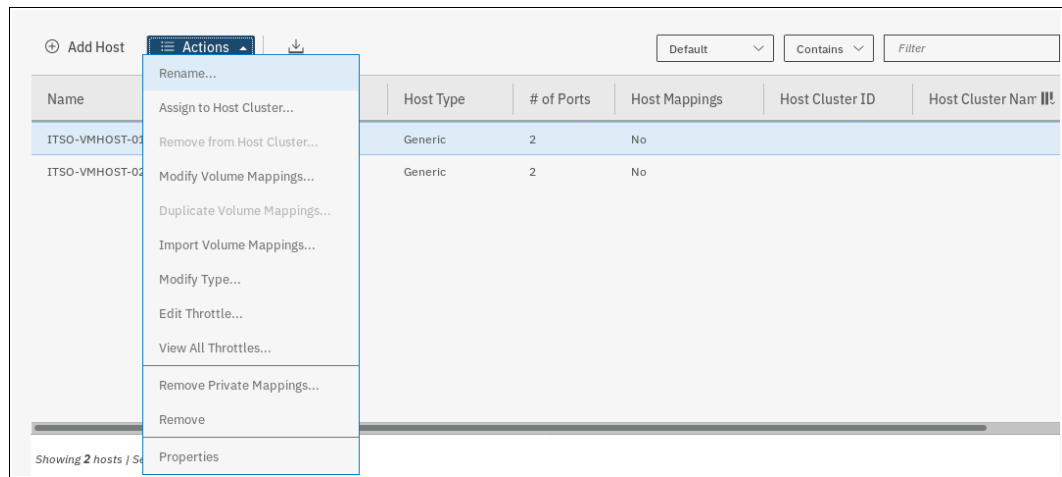 Add Host Actions Default Contains Filter
Rename...
Name Host Type # of Ports Host Mappings Host Cluster ID Host Cluster Nam
Assign to Host Cluster...
ITSO-VMHOST-01 Remove from Host Cluster... Generic 2 No
ITSO-VMHOST-02 Modify Volume Mappings... Generic 2 No
Duplicate Volume Mappings...
Import Volume Mappings...
Modify Type...
Edit Throttle...
View All Throttles...
Remove Private Mappings...
Remove
Showing 2 hosts | Se Properties